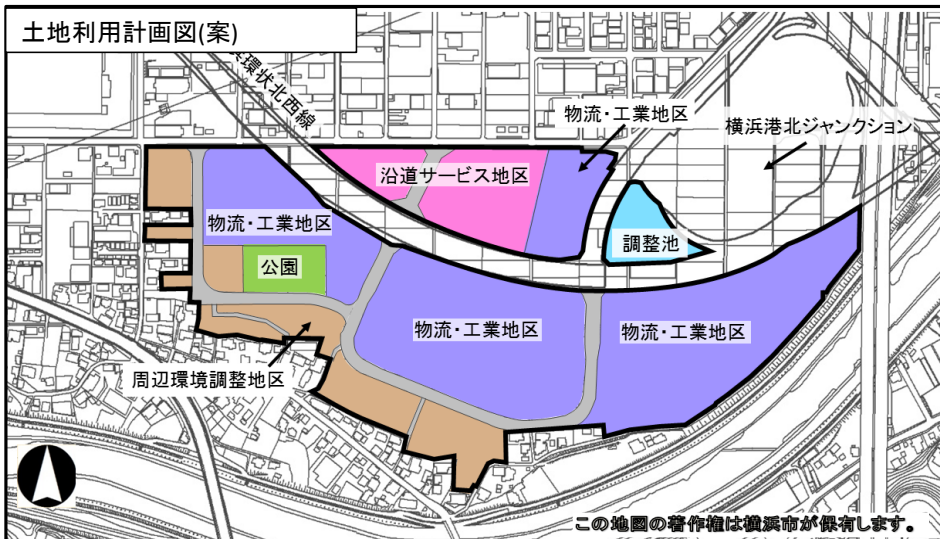 土地利用計画図(案)
環状北西線
物流・工業地区
横浜港北ジャンクション
沿道サービス地区
物流・工業地区
調整池
公園
物流・工業地区
物流・工業地区
周辺環境調整地区
この地図の著作権は横浜市が保有します。